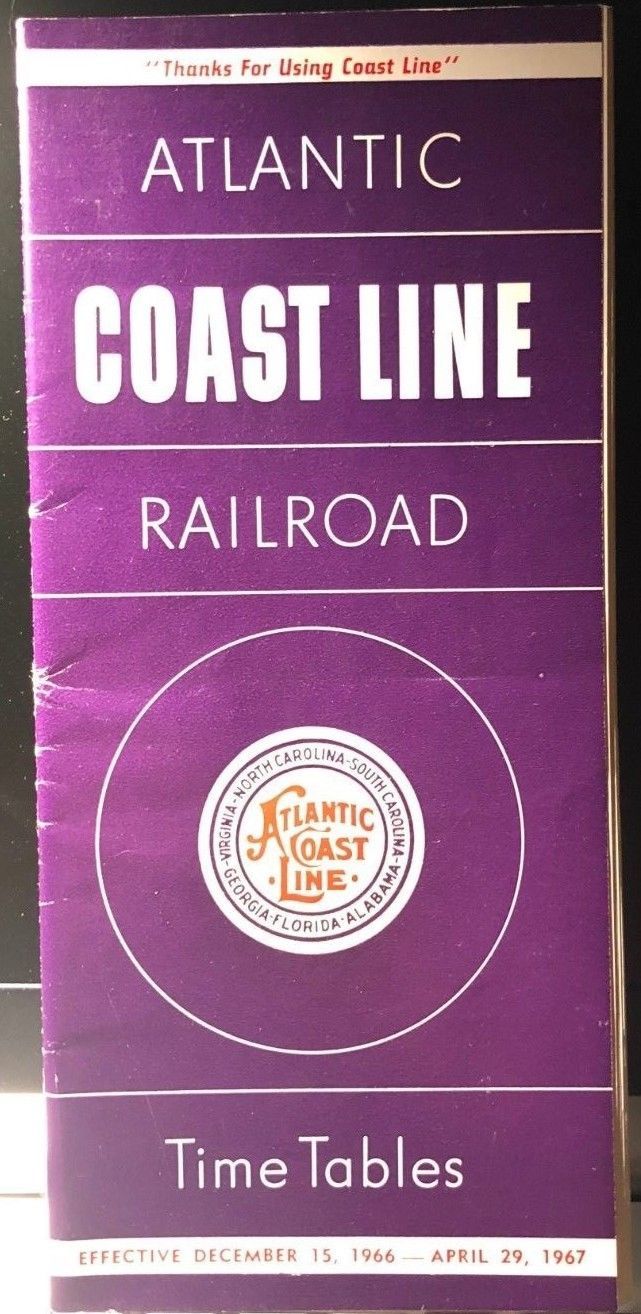 "Thanks For Using Coast Line"
ATLANTIC
COAST LINE
RAILROAD
VIRGINIA-NORTH CAROLINA-SOUTH CAROLINA-
GEORGIA-FLORIDA-ALABAMA-
ATLANTIC
COAST
·LINE·
Time Tables
EFFECTIVE DECEMBER 15, 1966 — APRIL 29, 1967